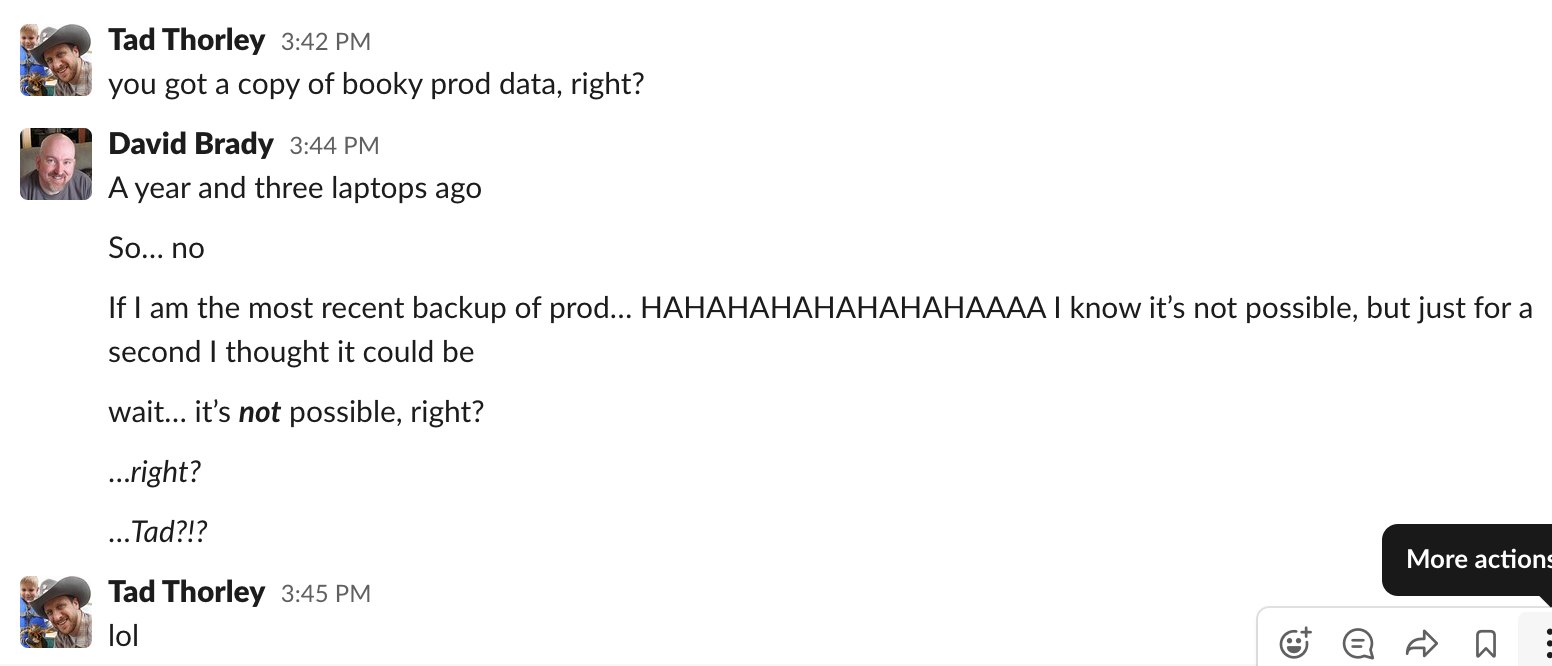 Tad Thorley 3:42 PM
you got a copy of booky prod data, right?
David Brady 3:44 PM
A year and three laptops ago
So... no
If I am the most recent backup of prod... HAHAHAHAHAHAHAHAAAA I know it’s not possible, but just for a
second I thought it could be
wait... it’s not possible, right?
...right?
...Tad?!?
More actions
Tad Thorley 3:45 PM
lol